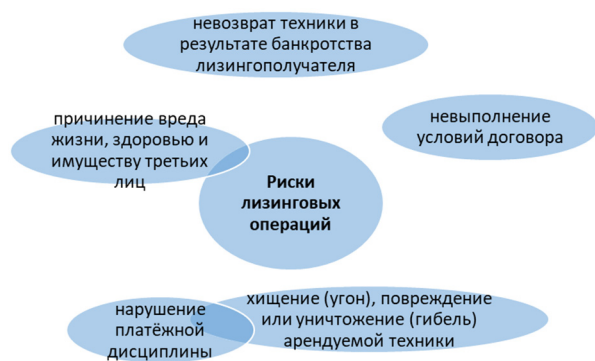 невозврат техники в
результате банкротства
лизингополучателя
причинение вреда
жизни, здоровью и
имуществу третьих
лиц
невыполнение
условий договора
Риски
лизинговых
операций
нарушение
платёжной
дисциплины
хищение (угон), повреждение
или уничтожение (гибель)
арендуемой техники